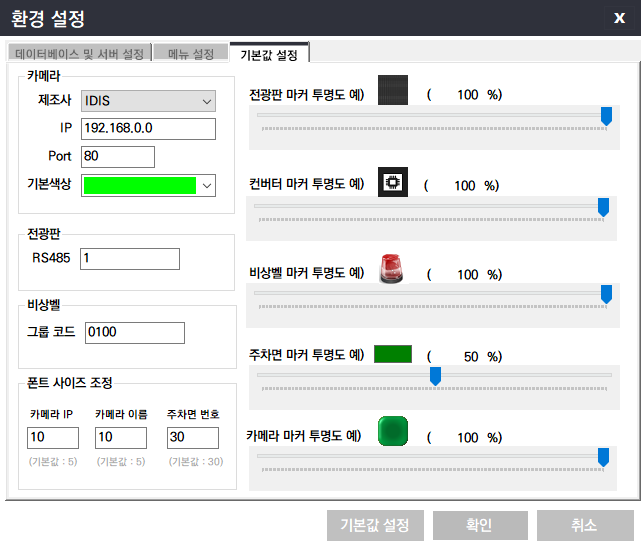 환경 설정
x
데이터베이스 및 서버 설정
메뉴 설정
기본값 설정
카메라
제조사
IDIS
IP
192.168.0.0
Port
80
기본색상
전광판
RS485
1
비상벨
그룹 코드
0100
폰트 사이즈 조정
카메라 IP
카메라 이름
주차면 번호
10
10
30
(기본값 : 5)
(기본값 : 5)
(기본값 : 30)
전광판 마커 투명도 예)
( 100 %)
컨버터 마커 투명도 예)
( 100 %)
비상벨 마커 투명도 예)
( 100 %)
주차면 마커 투명도 예)
( 50 %)
카메라 마커 투명도 예)
( 100 %)
기본값 설정
확인
취소